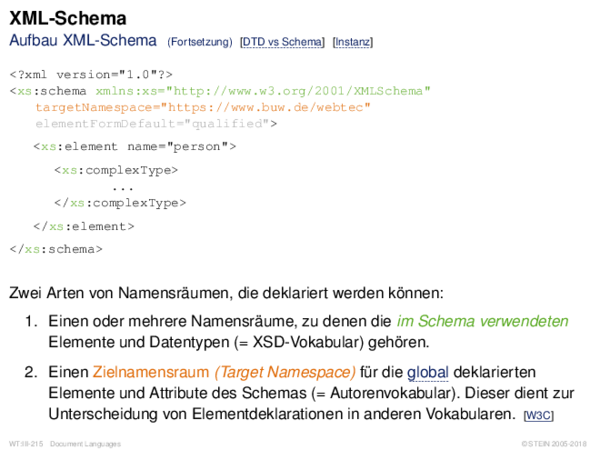 XML-Schema
Aufbau XML-Schema (Fortsetzung) [DTD vs Schema] [Instanz]
<?xml version="1.0"?>
<xs:schema xmlns:xs="http://www.w3.org/2001/XMLSchema"
targetNamespace="https://www.buw.de/webtec"
elementFormDefault="qualified">
<xs:element name="person">
<xs:complexType>
...
</xs:complexType>
</xs:element>
</xs:schema>
Zwei Arten von Namensräumen, die deklariert werden können:
1. Einen oder mehrere Namensräume, zu denen die im Schema verwendeten
Elemente und Datentypen (= XSD-Vokabular) gehören.
2. Einen Zielnamensraum (Target Namespace) für die global deklarierten
Elemente und Attribute des Schemas (= Autorenvokabular). Dieser dient zur
Unterscheidung von Elementdeklarationen in anderen Vokabularen. [W3C]
WT:III-215 Document Languages © STEIN 2005-2018